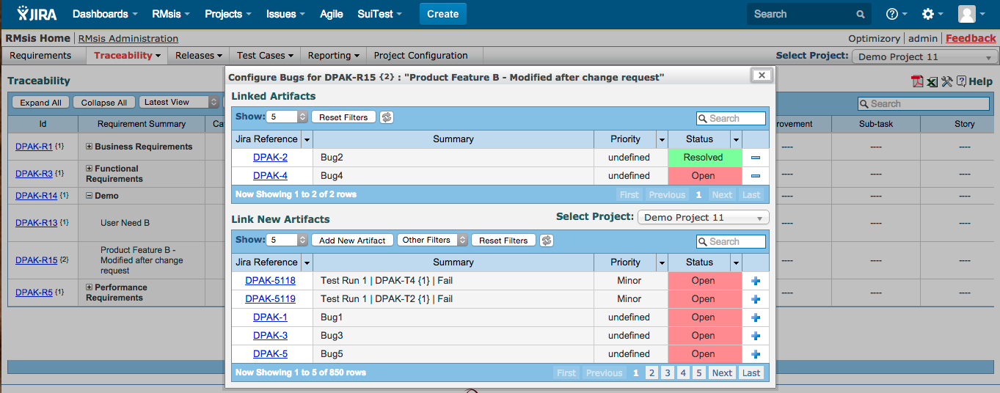 JIRA Dashboards RMsis Projects Issues Agile SuiTest Create Search
RMsis Home | RMsis Administration Optimizory | admin | Feedback
Requirements Traceability Releases Test Cases Reporting Project Configuration Select Project: Demo Project 11
Traceability Help
Expand All Collapse All Latest View Search
Id Requirement Summary Cat rovement Sub-task Story
DPAK-R1 {1} Business Requirements ---- ---- ----
DPAK-R3 {1} Functional Requirements ---- ---- ----
DPAK-R14 {1} Demo ---- ---- ----
DPAK-R13 {1} User Need B ---- ---- ----
DPAK-R15 {2} Product Feature B - Modified after change request ---- ---- ----
DPAK-R5 {1} Performance Requirements ---- ---- ----
Configure Bugs for DPAK-R15 {2} : "Product Feature B - Modified after change request"
Linked Artifacts
Show: 5 Reset Filters Search
Jira Reference Summary Priority Status
DPAK-2 Bug2 undefined Resolved
DPAK-4 Bug4 undefined Open
Now Showing 1 to 2 of 2 rows First Previous 1 Next Last
Link New Artifacts Select Project: Demo Project 11
Show: 5 Add New Artifact Other Filters Reset Filters Search
Jira Reference Summary Priority Status
DPAK-5118 Test Run 1 | DPAK-T4 {1} | Fail Minor Open
DPAK-5119 Test Run 1 | DPAK-T2 {1} | Fail Minor Open
DPAK-1 Bug1 undefined Open
DPAK-3 Bug3 undefined Open
DPAK-5 Bug5 undefined Open
Now Showing 1 to 5 of 850 rows First Previous 1 2 3 4 5 Next Last